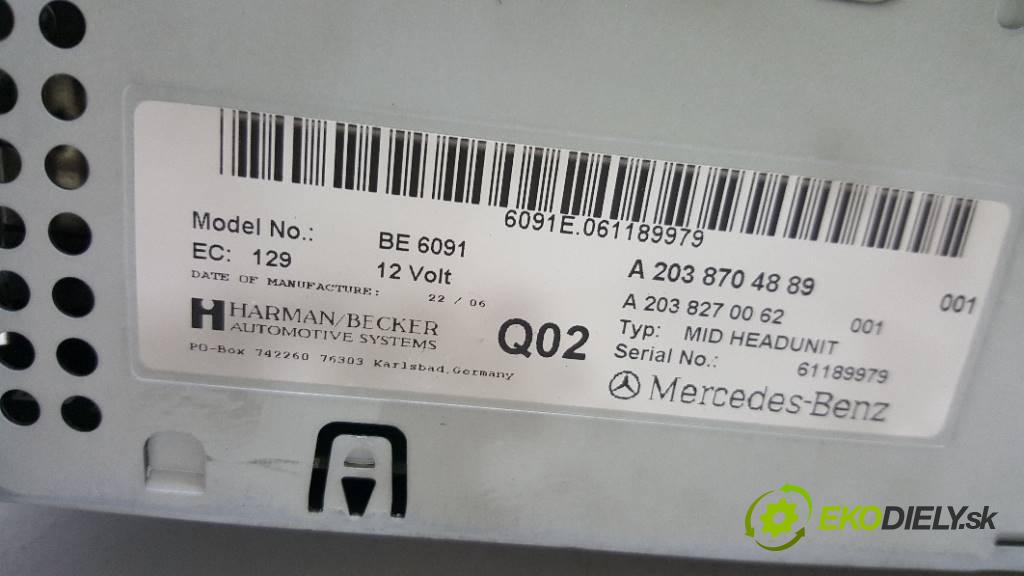 6091E.061189979
Model No.: BE 6091
EC: 129 12 Volt
DATE OF MANUFACTURE: 22 / 06
HARMAN/BECKER
AUTOMOTIVE SYSTEMS
PO-Box 742260 76303 Karlsbad, Germany
Q02
A 203 870 48 89 001
A 203 827 00 62 001
Typ: MID HEADUNIT
Serial No.: 61189979
Mercedes-Benz
EKODIELY.sk